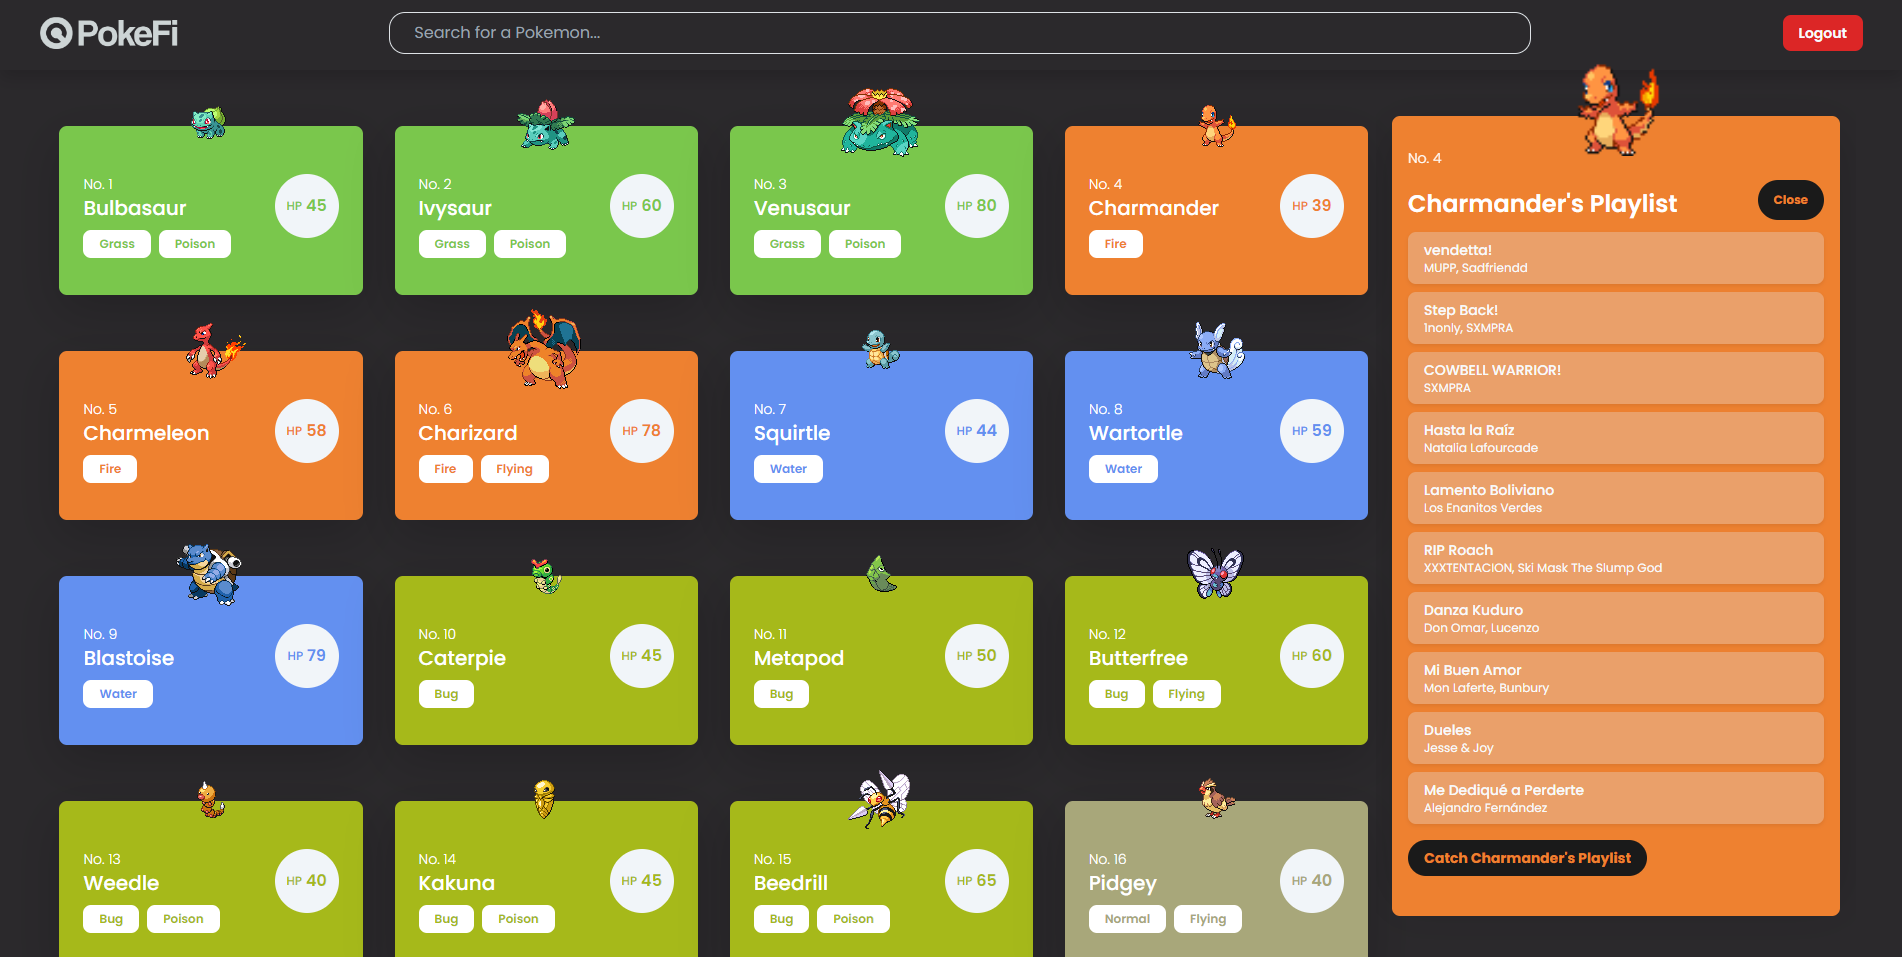 PokeFi
Search for a Pokemon...
Logout
No. 1
Bulbasaur
HP 45
Grass
Poison
No. 2
Ivysaur
HP 60
Grass
Poison
No. 3
Venusaur
HP 80
Grass
Poison
No. 4
Charmander
HP 39
Fire
No. 5
Charmeleon
HP 58
Fire
No. 6
Charizard
HP 78
Fire
Flying
No. 7
Squirtle
HP 44
Water
No. 8
Wartortle
HP 59
Water
No. 9
Blastoise
HP 79
Water
No. 10
Caterpie
HP 45
Bug
No. 11
Metapod
HP 50
Bug
No. 12
Butterfree
HP 60
Bug
Flying
No. 13
Weedle
HP 40
Bug
Poison
No. 14
Kakuna
HP 45
Bug
Poison
No. 15
Beedrill
HP 65
Bug
Poison
No. 16
Pidgey
HP 40
Normal
Flying
No. 4
Charmander's Playlist
Close
vendetta!
MUPP, Sadfriendd
Step Back!
1nonly, SXMPRA
COWBELL WARRIOR!
SXMPRA
Hasta la Raíz
Natalia Lafourcade
Lamento Boliviano
Los Enanitos Verdes
RIP Roach
XXXTENTACION, Ski Mask The Slump God
Danza Kuduro
Don Omar, Lucenzo
Mi Buen Amor
Mon Laferte, Bunbury
Dueles
Jesse & Joy
Me Dediqué a Perderte
Alejandro Fernández
Catch Charmander's Playlist